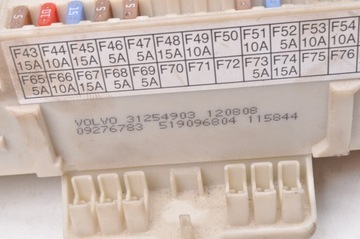 F43 F44 F45 F46 F47 F48 F49 F50 F51 F52 F53 F54
15A 10A 15A 5A 5A 15A 10A 10A 5A 5A 10A
F65 F66 F67 F68 F69 F70 F71 F72 F73 F74 F75 F76
5A 10A 15A 5A 5A 5A 15A
VOLVO 31254903 120808
09276783 519096804 115844